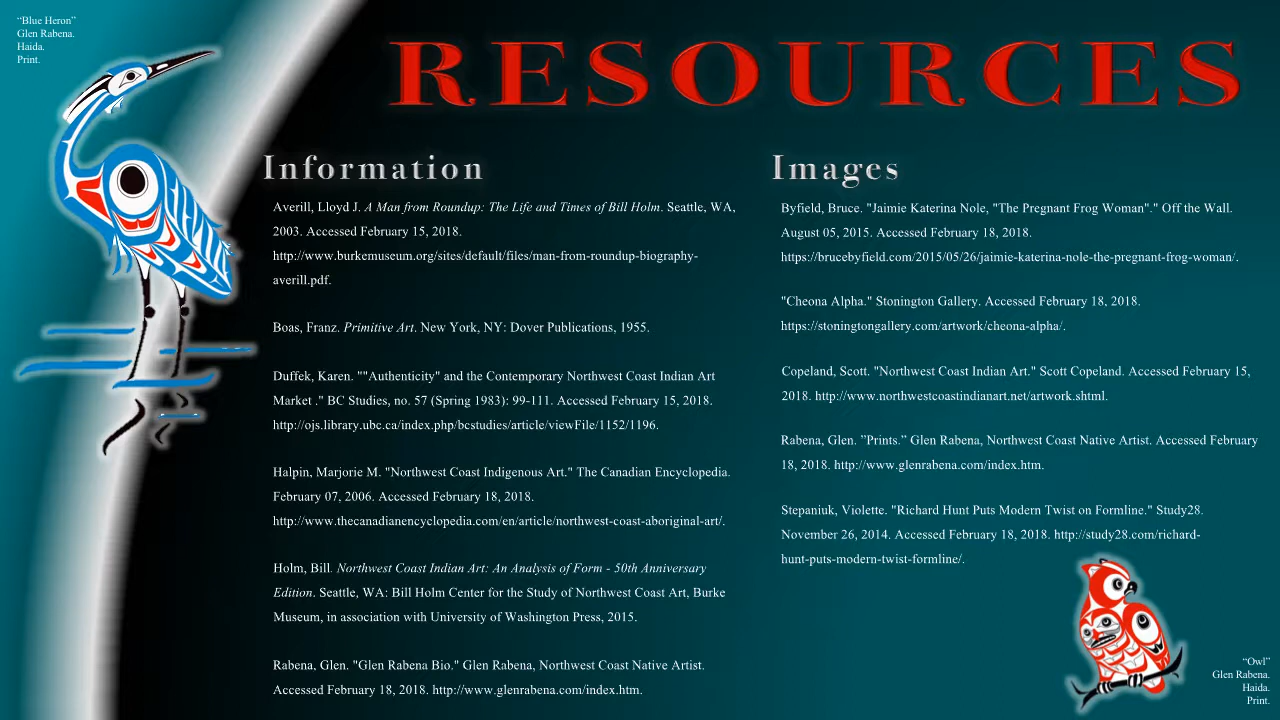 “Blue Heron”
Glen Rabena.
Haida.
Print.
RESOURCES
Information
Averill, Lloyd J. A Man from Roundup: The Life and Times of Bill Holm. Seattle, WA,
2003. Accessed February 15, 2018.
http://www.burkemuseum.org/sites/default/files/man-from-roundup-biography-
averill.pdf.
Boas, Franz. Primitive Art. New York, NY: Dover Publications, 1955.
Duffek, Karen. ""Authenticity" and the Contemporary Northwest Coast Indian Art
Market ." BC Studies, no. 57 (Spring 1983): 99-111. Accessed February 15, 2018.
http://ojs.library.ubc.ca/index.php/bcstudies/article/viewFile/1152/1196.
Halpin, Marjorie M. "Northwest Coast Indigenous Art." The Canadian Encyclopedia.
February 07, 2006. Accessed February 18, 2018.
http://www.thecanadianencyclopedia.com/en/article/northwest-coast-aboriginal-art/.
Holm, Bill. Northwest Coast Indian Art: An Analysis of Form - 50th Anniversary
Edition. Seattle, WA: Bill Holm Center for the Study of Northwest Coast Art, Burke
Museum, in association with University of Washington Press, 2015.
Rabena, Glen. "Glen Rabena Bio." Glen Rabena, Northwest Coast Native Artist.
Accessed February 18, 2018. http://www.glenrabena.com/index.htm.
Images
Byfield, Bruce. "Jaimie Katerina Nole, "The Pregnant Frog Woman"." Off the Wall.
August 05, 2015. Accessed February 18, 2018.
https://brucebyfield.com/2015/05/26/jaimie-katerina-nole-the-pregnant-frog-woman/.
"Cheona Alpha." Stonington Gallery. Accessed February 18, 2018.
https://stoningtongallery.com/artwork/cheona-alpha/.
Copeland, Scott. "Northwest Coast Indian Art." Scott Copeland. Accessed February 15,
2018. http://www.northwestcoastindianart.net/artwork.shtml.
Rabena, Glen. ”Prints.” Glen Rabena, Northwest Coast Native Artist. Accessed February
18, 2018. http://www.glenrabena.com/index.htm.
Stepaniuk, Violette. "Richard Hunt Puts Modern Twist on Formline." Study28.
November 26, 2014. Accessed February 18, 2018. http://study28.com/richard-
hunt-puts-modern-twist-formline/.
“Owl”
Glen Rabena.
Haida.
Print.